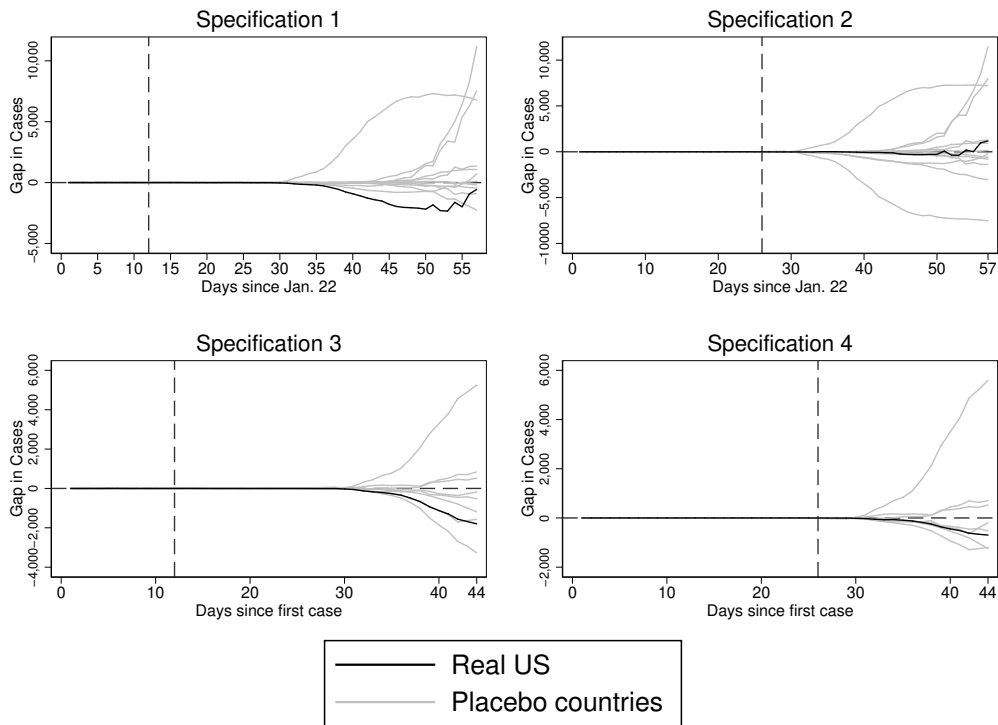 Specification 1
Gap in Cases
−5,000 0 5,000 10,000
0 5 10 15 20 25 30 35 40 45 50 55
Days since Jan. 22
Specification 2
Gap in Cases
−10000 −5,000 0 5,000 10,000
0 10 20 30 40 50 57
Days since Jan. 22
Specification 3
Gap in Cases
−4,000 −2,000 0 2,000 4,000 6,000
0 10 20 30 40 44
Days since first case
Specification 4
Gap in Cases
−2,000 0 2,000 4,000 6,000
0 10 20 30 40 44
Days since first case
Real US
Placebo countries